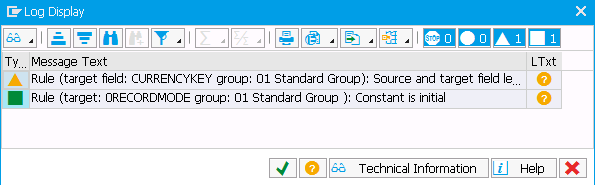 Log Display
STOP 0 0 1 1
Ty... Message Text LTxt
Rule (target field: CURRENCYKEY group: 01 Standard Group): Source and target field le... ?
Rule (target: 0RECORDMODE group: 01 Standard Group ): Constant is initial ?
? Technical Information i Help